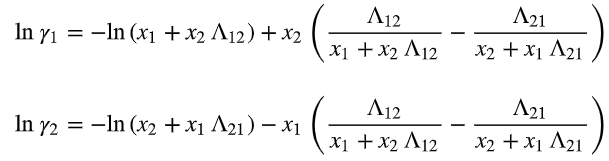 ln γ₁ = −ln (x₁ + x₂ Λ₁₂) + x₂ ( Λ₁₂ / (x₁ + x₂ Λ₁₂) − Λ₂₁ / (x₂ + x₁ Λ₂₁) )
ln γ₂ = −ln (x₂ + x₁ Λ₂₁) − x₁ ( Λ₁₂ / (x₁ + x₂ Λ₁₂) − Λ₂₁ / (x₂ + x₁ Λ₂₁) )